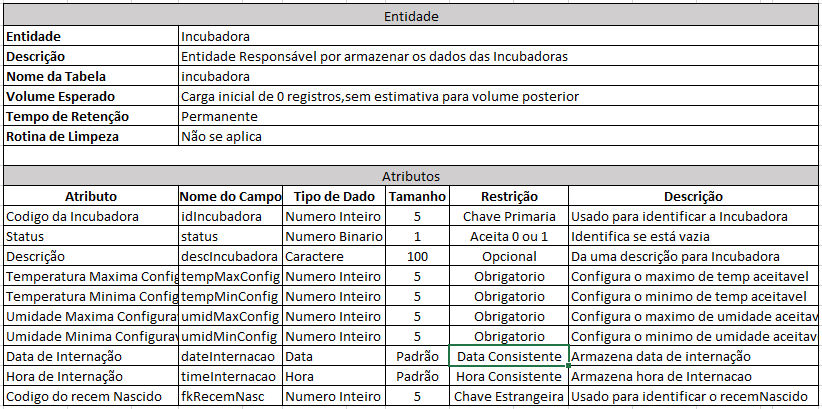 Entidade
Entidade Incubadora
Descrição Entidade Responsável por armazenar os dados das Incubadoras
Nome da Tabela incubadora
Volume Esperado Carga inicial de 0 registros,sem estimativa para volume posterior
Tempo de Retenção Permanente
Rotina de Limpeza Não se aplica
Atributos
Atributo Nome do Campo Tipo de Dado Tamanho Restrição Descrição
Codigo da Incubadora idIncubadora Numero Inteiro 5 Chave Primaria Usado para identificar a Incubadora
Status status Numero Binario 1 Aceita 0 ou 1 Identifica se está vazia
Descrição descIncubadora Caractere 100 Opcional Da uma descrição para Incubadora
Temperatura Maxima Config tempMaxConfig Numero Inteiro 5 Obrigatorio Configura o maximo de temp aceitavel
Temperatura Minima Config tempMinConfig Numero Inteiro 5 Obrigatorio Configura o minimo de temp aceitavel
Umidade Maxima Configurav umidMaxConfig Numero Inteiro 5 Obrigatorio Configura o maximo de umidade aceitav
Umidade Minima Configurav umidMinConfig Numero Inteiro 5 Obrigatorio Configura o minimo de umidade aceitav
Data de Internação dateInternacao Data Padrão Data Consistente Armazena data de internação
Hora de Internação timeInternacao Hora Padrão Hora Consistente Armazena hora de Internacao
Codigo do recem Nascido fkRecemNasc Numero Inteiro 5 Chave Estrangeira Usado para identificar o recemNascido